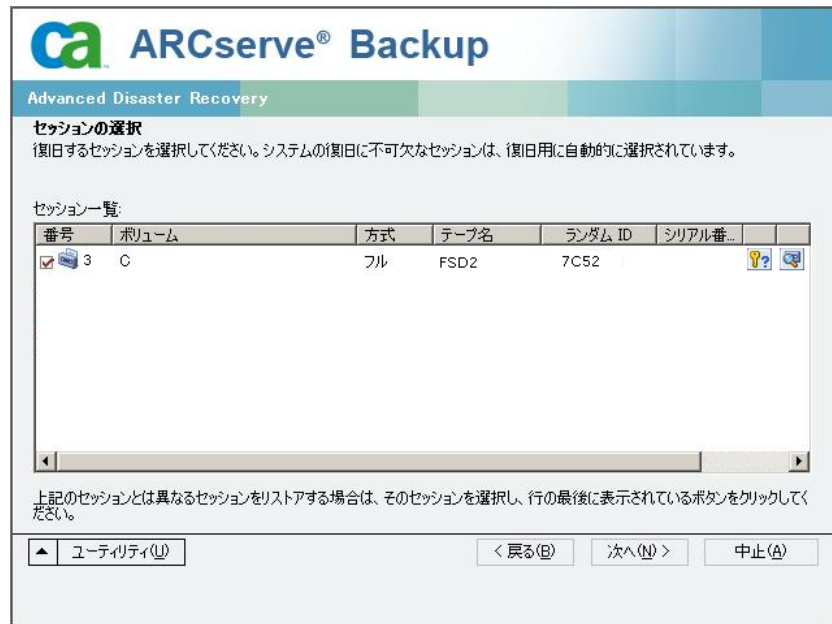 ca ARCserve® Backup
Advanced Disaster Recovery
セッションの選択
復旧するセッションを選択してください。システムの復旧に不可欠なセッションは、復旧用に自動的に選択されています。
セッション一覧:
番号 ボリューム 方式 テープ名 ランダム ID シリアル番...
3 C フル FSD2 7C52
上記のセッションとは異なるセッションをリストアする場合は、そのセッションを選択し、行の最後に表示されているボタンをクリックしてく
ださい。
▲ ユーティリティ(U) < 戻る(B) 次へ(N) > 中止(A)